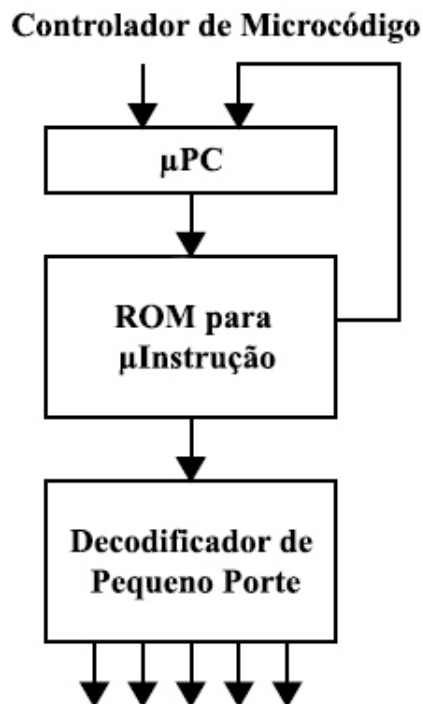 Controlador de Microcódigo
µPC
ROM para
µInstrução
Decodificador de
Pequeno Porte